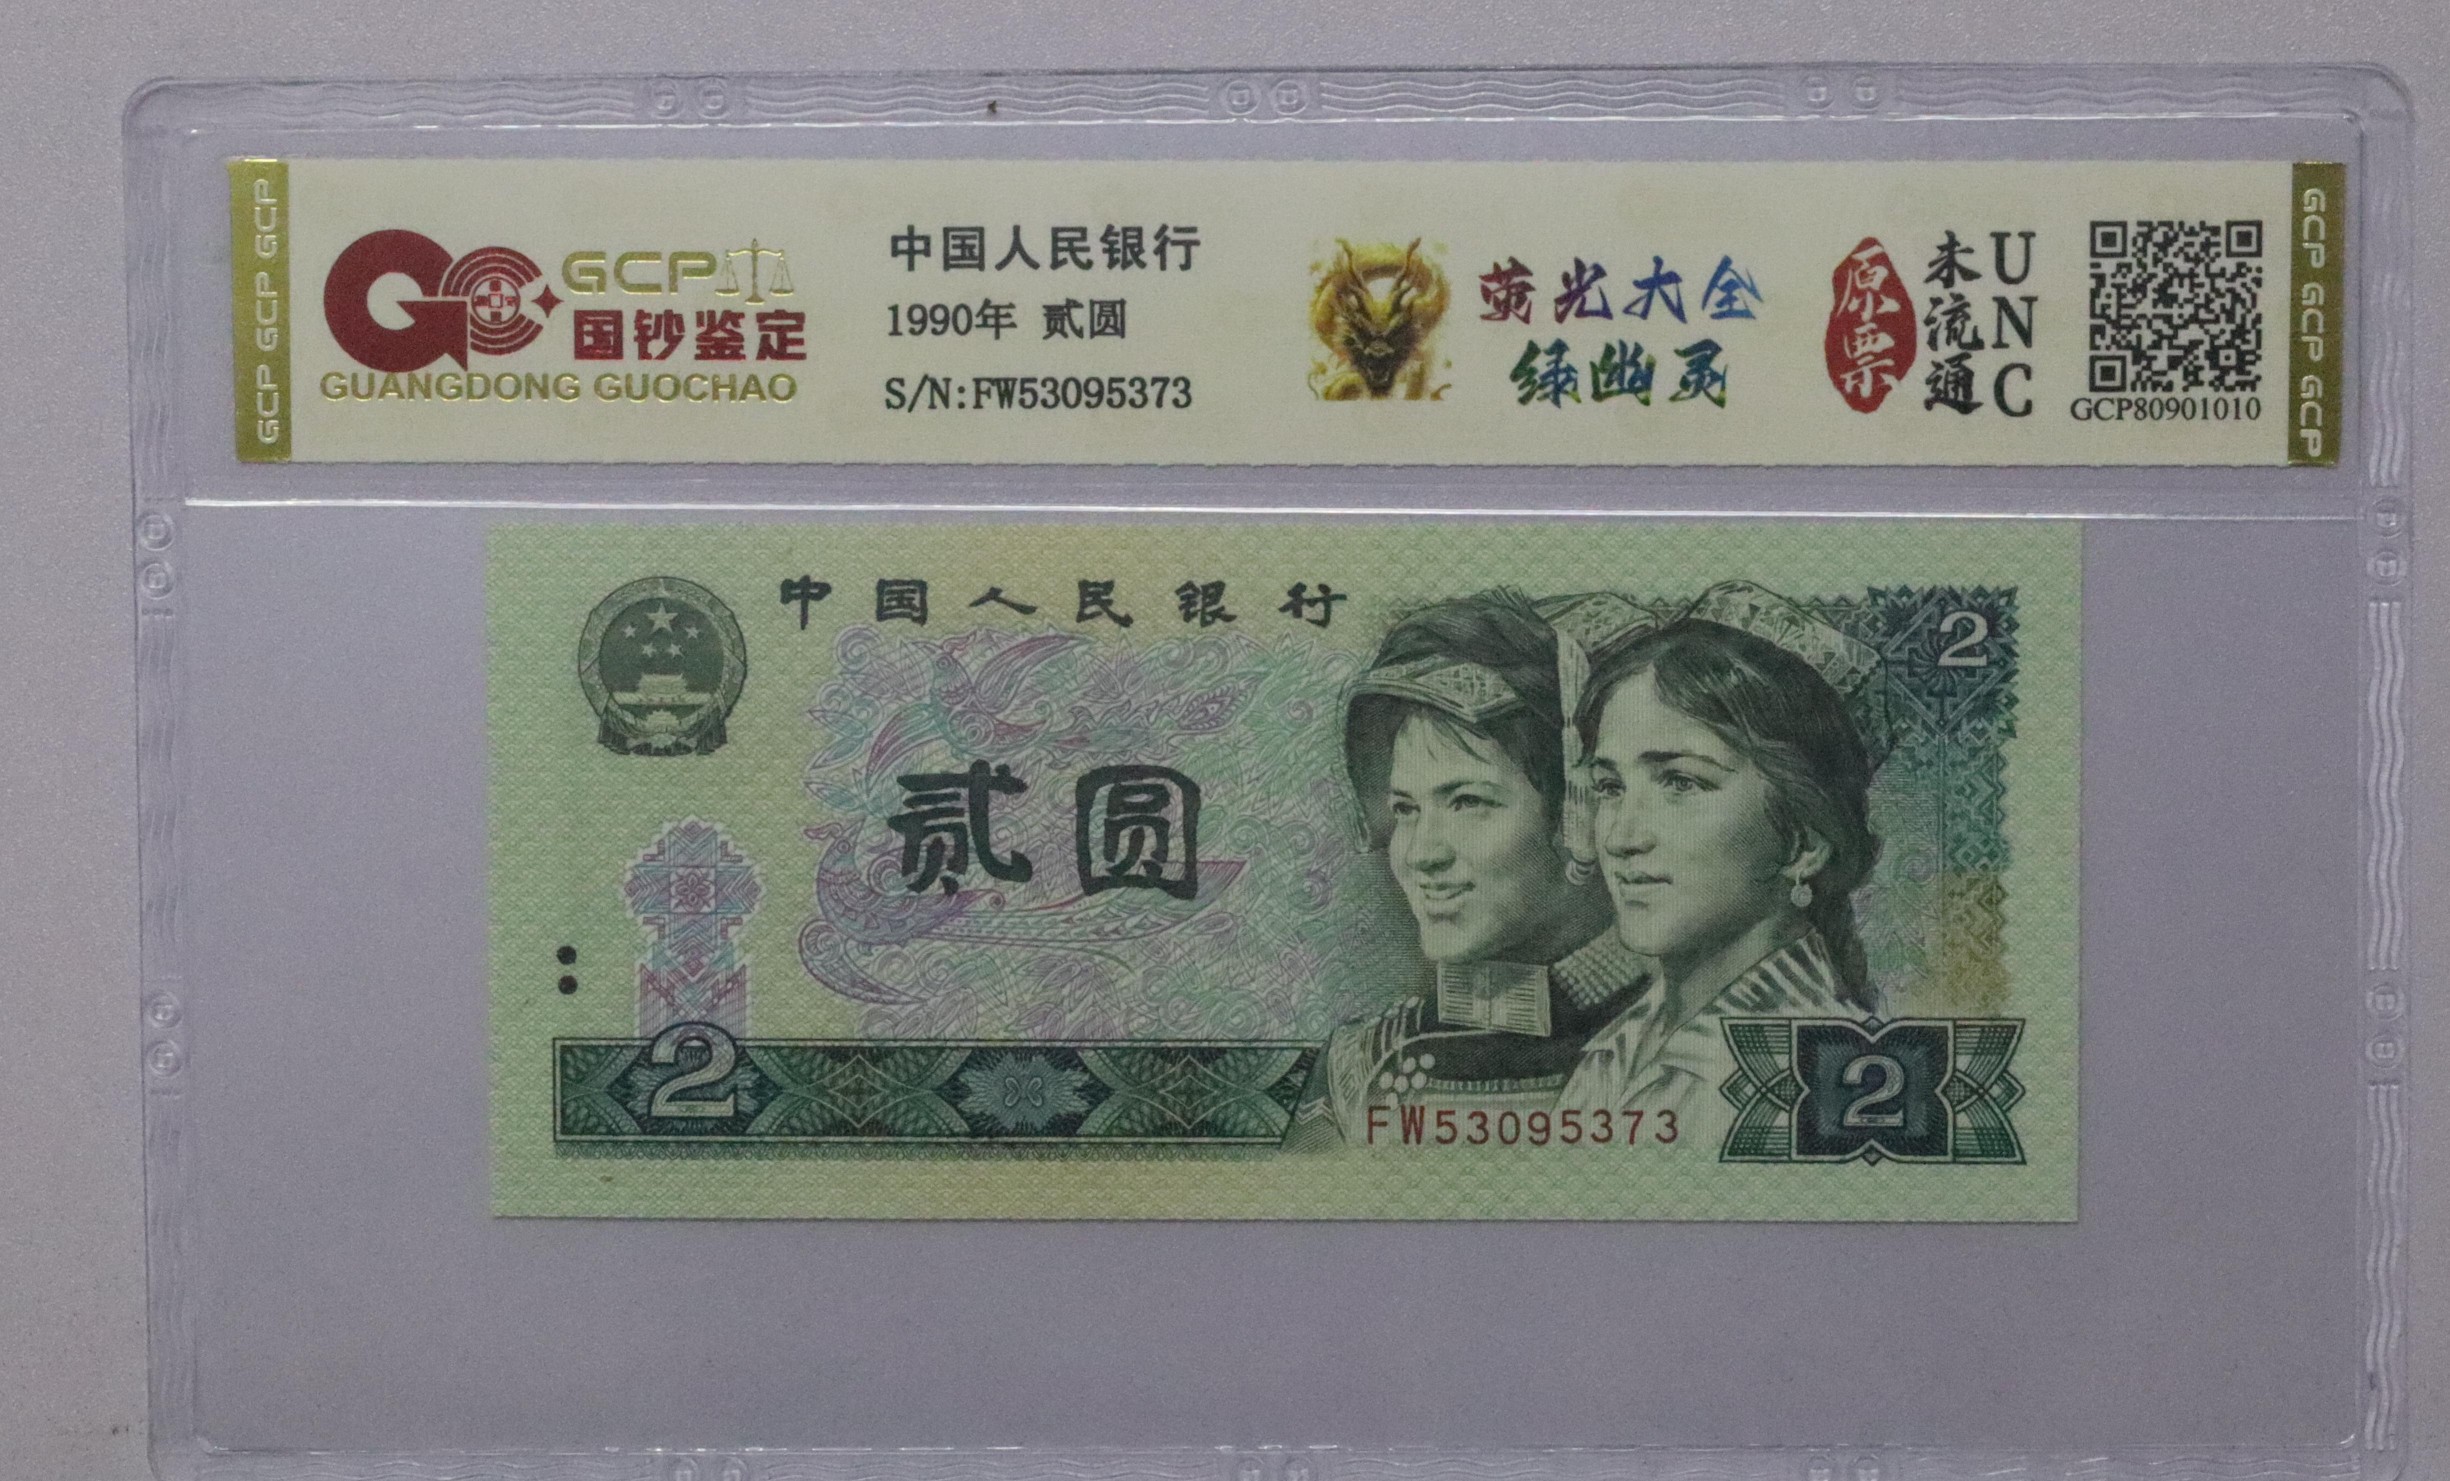 GCP GCP GCP
GCP
国钞鉴定
GUANGDONG GUOCHAO
中国人民银行
1990年 贰圆
S/N:FW53095373
荧光大全
绿幽灵
原票
未流通
UNC
GCP80901010
GCP GCP GCP
中国人民银行
2
贰圆
2
FW53095373
2